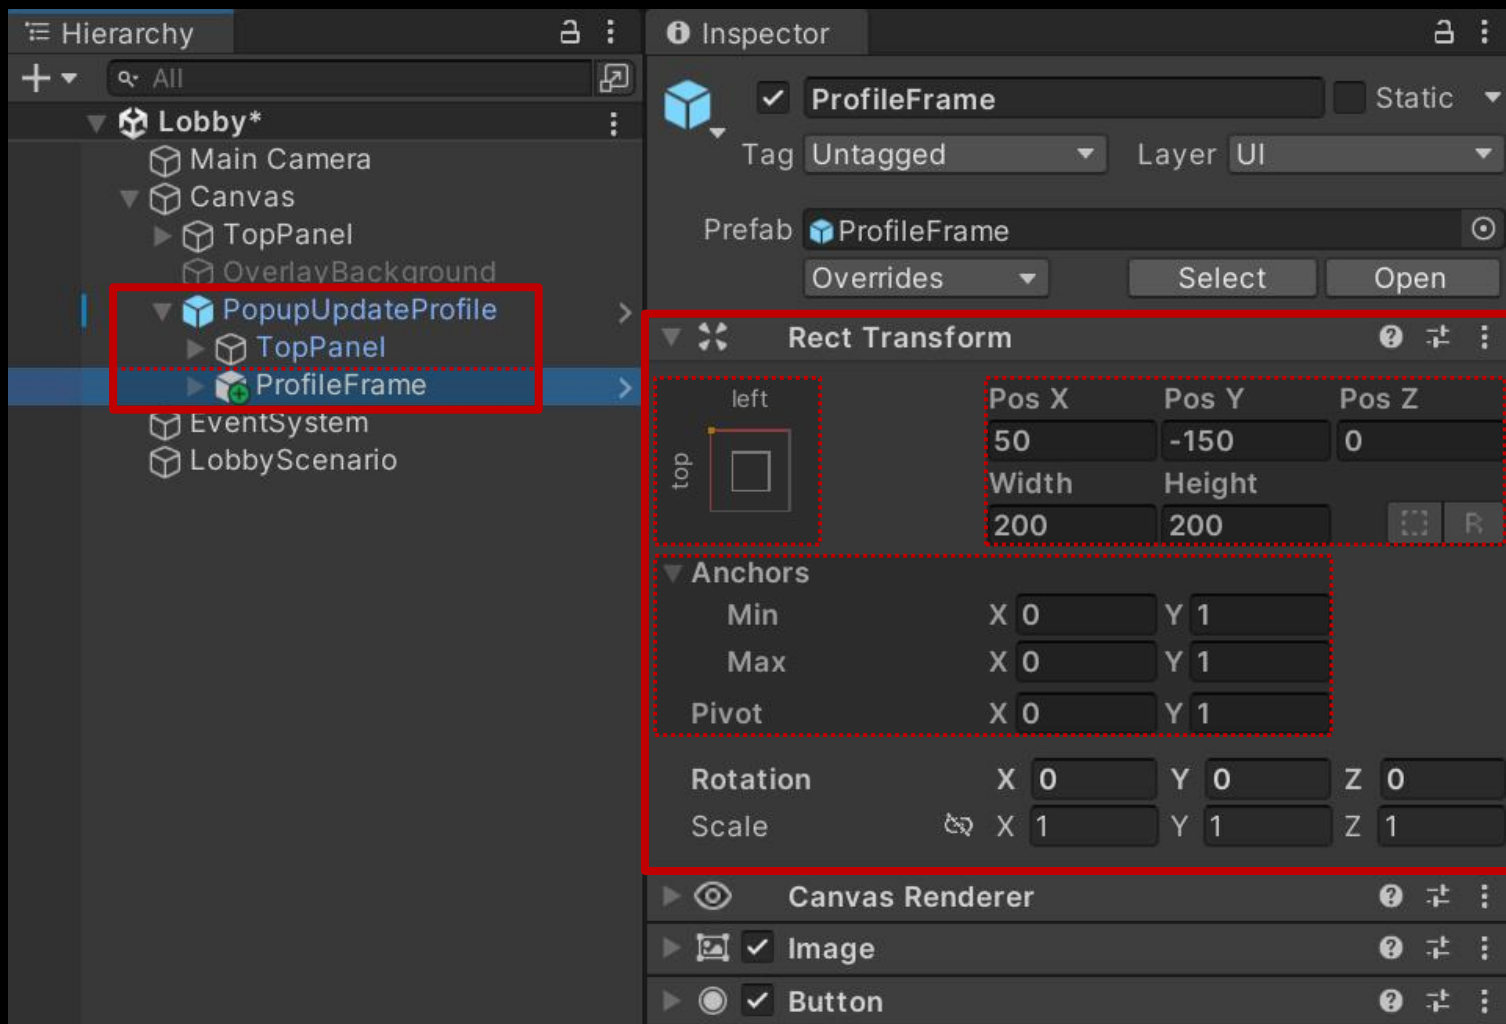 Hierarchy
All
Lobby*
Main Camera
Canvas
TopPanel
OverlayBackground
PopupUpdateProfile
TopPanel
ProfileFrame
EventSystem
LobbyScenario
Inspector
ProfileFrame
Static
Tag Untagged
Layer UI
Prefab ProfileFrame
Overrides
Select
Open
Rect Transform
left
top
Pos X Pos Y Pos Z
50 -150 0
Width Height
200 200
R
Anchors
Min X 0 Y 1
Max X 0 Y 1
Pivot X 0 Y 1
Rotation X 0 Y 0 Z 0
Scale X 1 Y 1 Z 1
Canvas Renderer
Image
Button